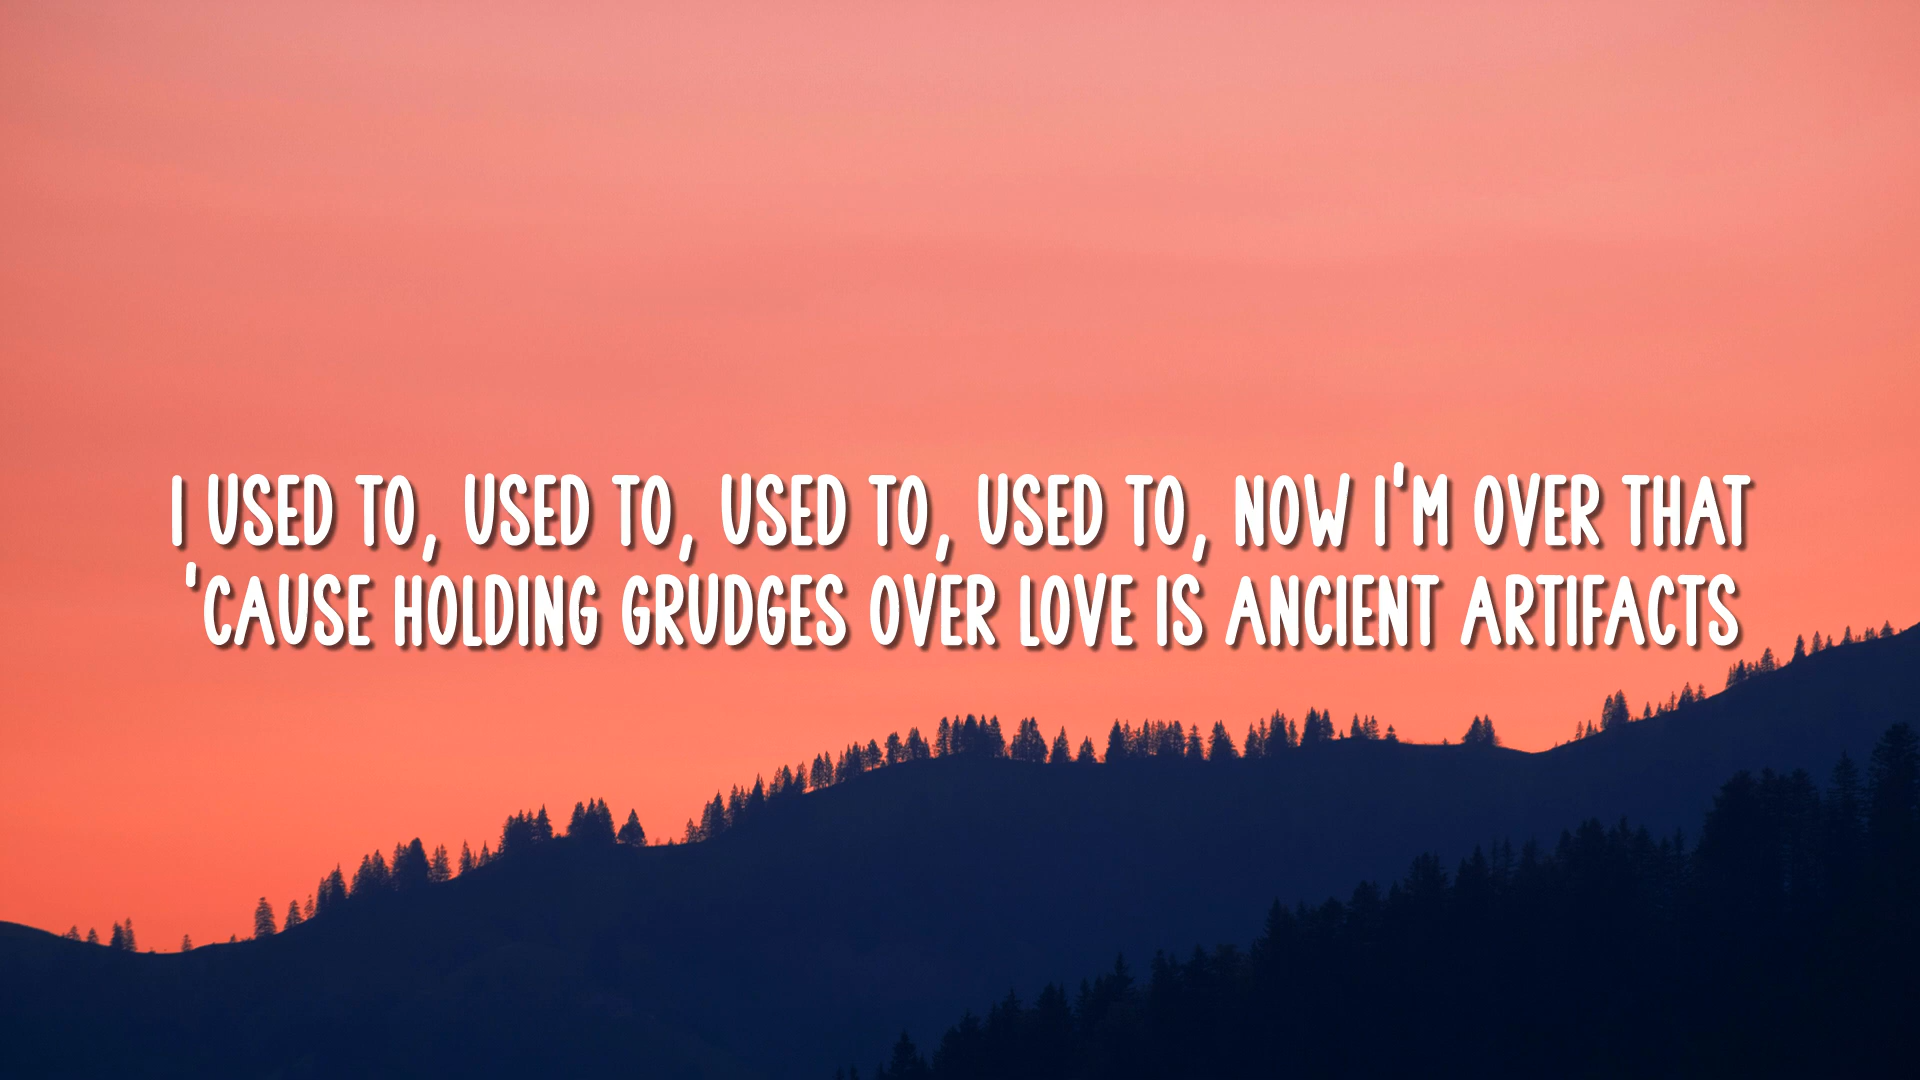 I USED TO, USED TO, USED TO, USED TO, NOW I'M OVER THAT
'CAUSE HOLDING GRUDGES OVER LOVE IS ANCIENT ARTIFACTS